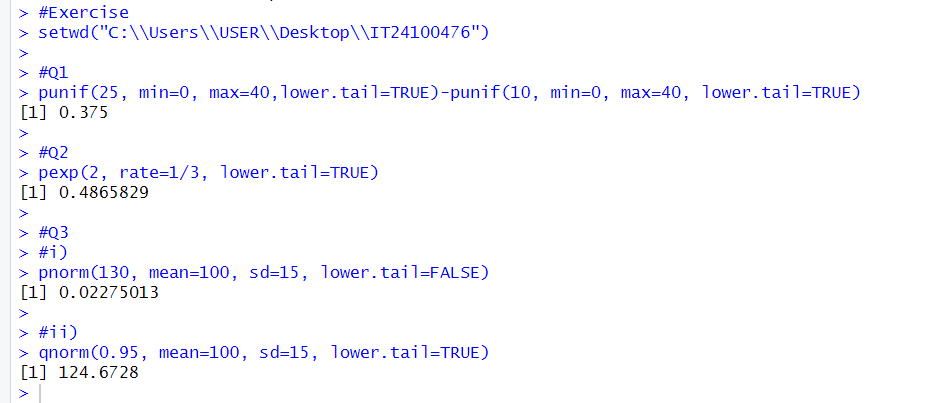 > #Exercise
> setwd("C:\\Users\\USER\\Desktop\\IT24100476")
>
> #Q1
> punif(25, min=0, max=40,lower.tail=TRUE)-punif(10, min=0, max=40, lower.tail=TRUE)
[1] 0.375
>
> #Q2
> pexp(2, rate=1/3, lower.tail=TRUE)
[1] 0.4865829
>
> #Q3
> #i)
> pnorm(130, mean=100, sd=15, lower.tail=FALSE)
[1] 0.02275013
>
> #ii)
> qnorm(0.95, mean=100, sd=15, lower.tail=TRUE)
[1] 124.6728
>